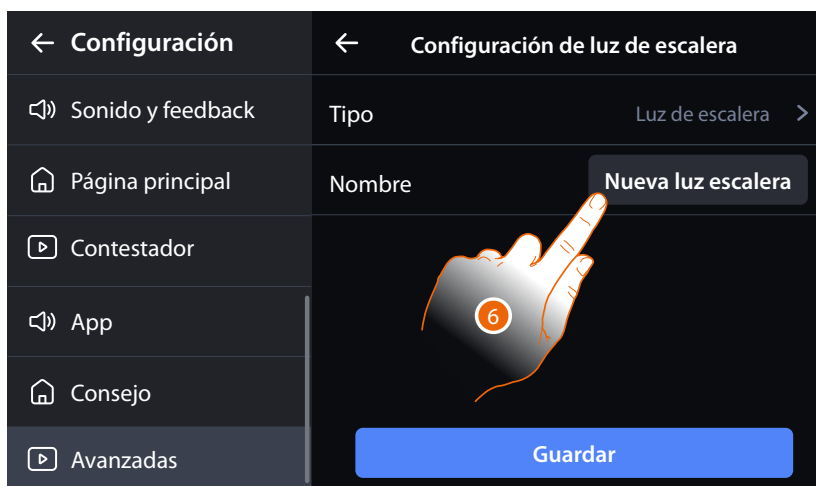 Configuración
Sonido y feedback
Página principal
Contestador
App
Consejo
Avanzadas
Configuración de luz de escalera
Tipo
Luz de escalera
Nombre
Nueva luz escalera
6
Guardar